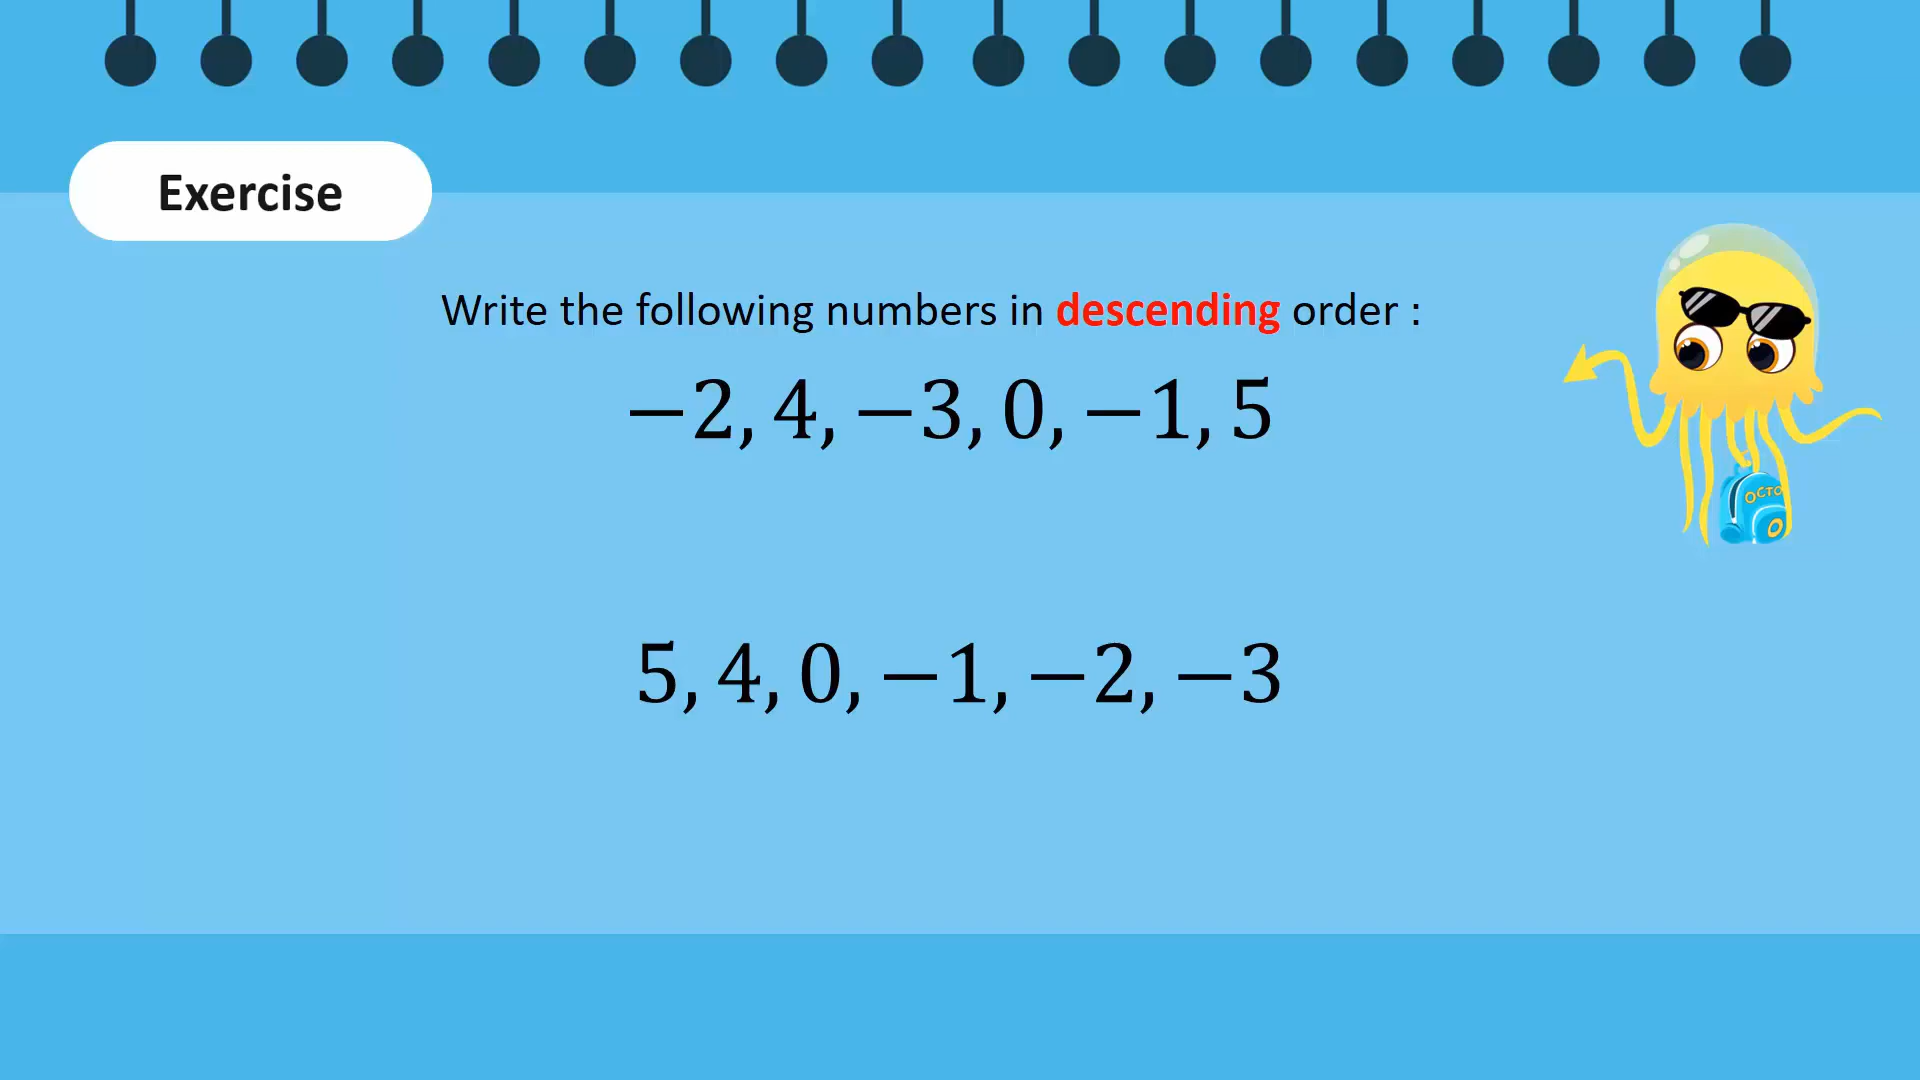 Exercise
Write the following numbers in descending order :
−2, 4, −3, 0, −1, 5
OCTO
O
5, 4, 0, −1, −2, −3